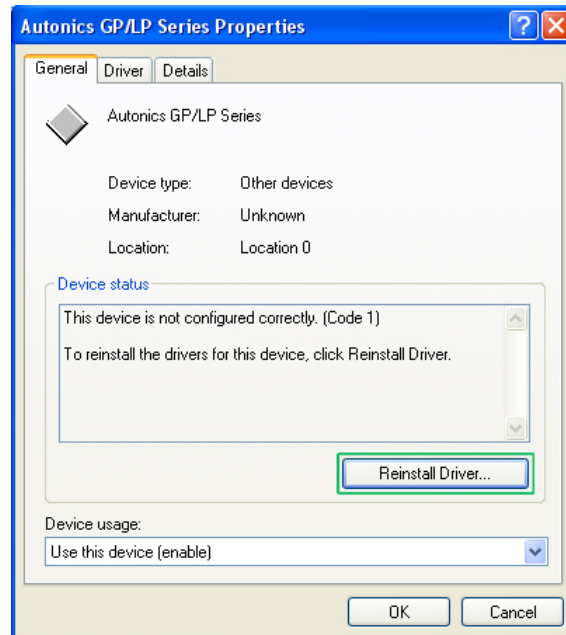 Autonics GP/LP Series Properties
General Driver Details
Autonics GP/LP Series
Device type: Other devices
Manufacturer: Unknown
Location: Location 0
Device status
This device is not configured correctly. (Code 1)
To reinstall the drivers for this device, click Reinstall Driver.
Reinstall Driver...
Device usage:
Use this device (enable)
OK Cancel